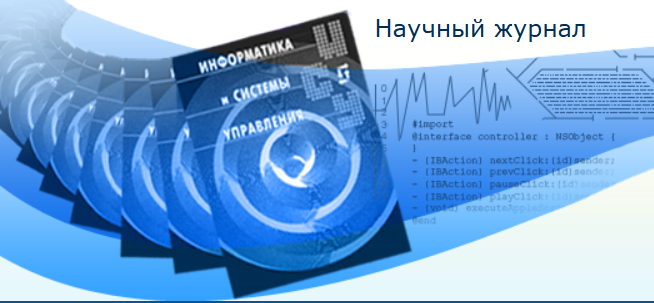 Научный журнал
ИНФОРМАТИКА
и СИСТЕМЫ
УПРАВЛЕНИЯ
#import
@interface controller : NSObject {
}
- (IBAction) nextClick:(id)sender;
- (IBAction) prevClick:(id)sender;
- (IBAction) pauseClick:(id)sender;
- (IBAction) playClick:(id)sender;
- (void)
@end